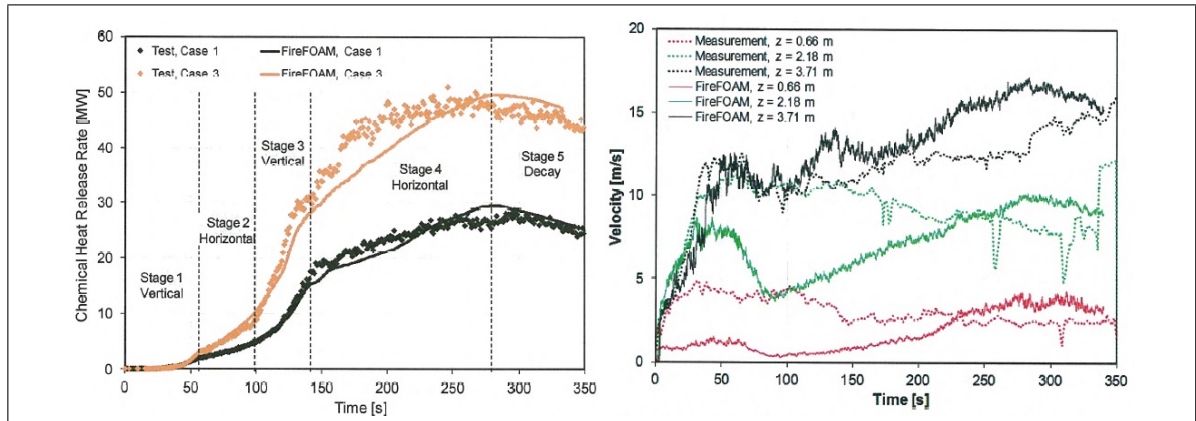 60
50
40
30
20
10
0
Chemical Heat Release Rate [MW]
Test, Case 1
FireFOAM, Case 1
Test, Case 3
FireFOAM, Case 3
Stage 1
Vertical
Stage 2
Horizontal
Stage 3
Vertical
Stage 4
Horizontal
Stage 5
Decay
0 50 100 150 200 250 300 350
Time [s]
20
15
10
5
0
Velocity [m/s]
Measurement, z = 0.66 m
Measurement, z = 2.18 m
Measurement, z = 3.71 m
FireFOAM, z = 0.66 m
FireFOAM, z = 2.18 m
FireFOAM, z = 3.71 m
0 50 100 150 200 250 300 350
Time [s]